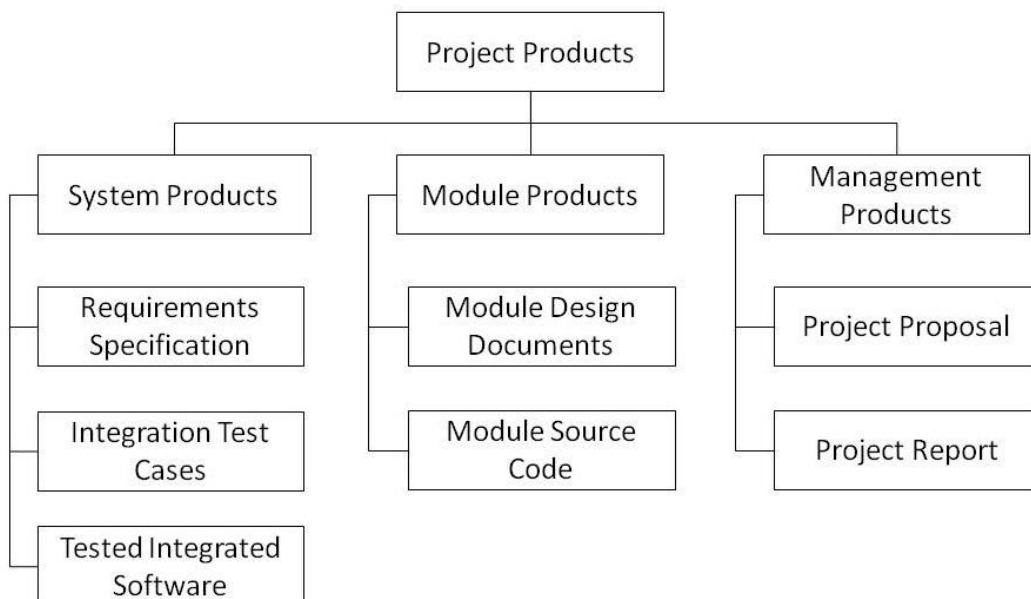 Project Products
System Products
Module Products
Management
Products
Requirements
Specification
Module Design
Documents
Project Proposal
Integration Test
Cases
Module Source
Code
Project Report
Tested Integrated
Software